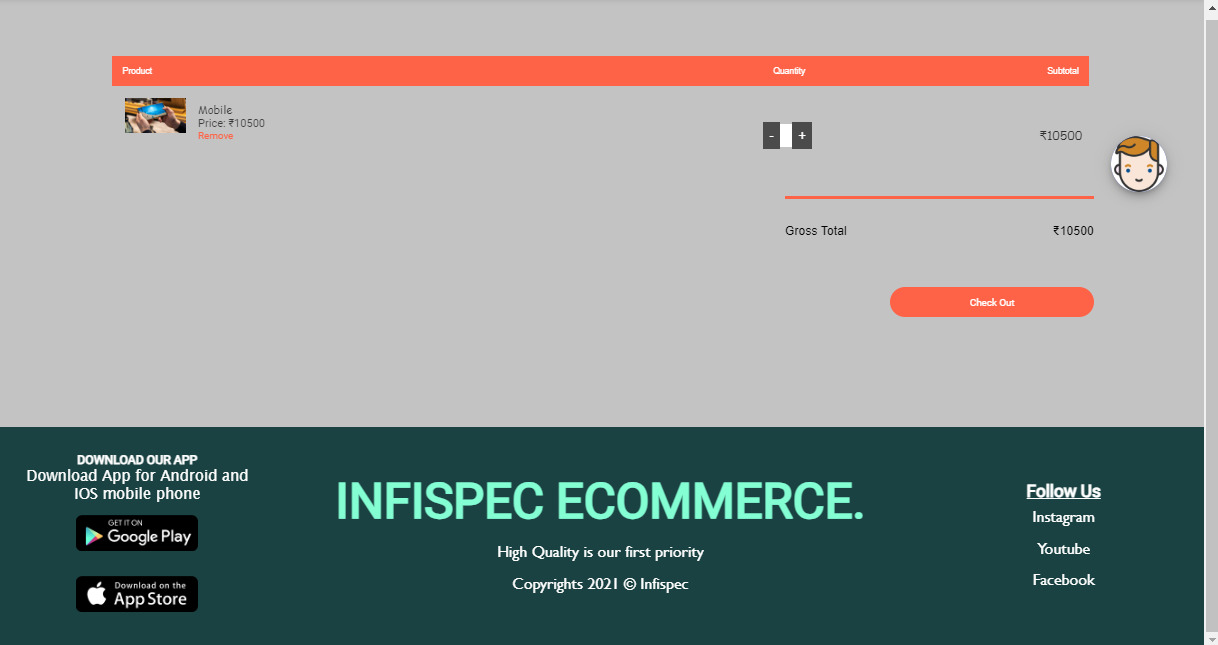 Product Quantity Subtotal
Mobile
Price: ₹10500
Remove
- + ₹10500
Gross Total ₹10500
Check Out
DOWNLOAD OUR APP
Download App for Android and
IOS mobile phone
GET IT ON
Google Play
Download on the
App Store
INFISPEC ECOMMERCE.
High Quality is our first priority
Copyrights 2021 © Infispec
Follow Us
Instagram
Youtube
Facebook